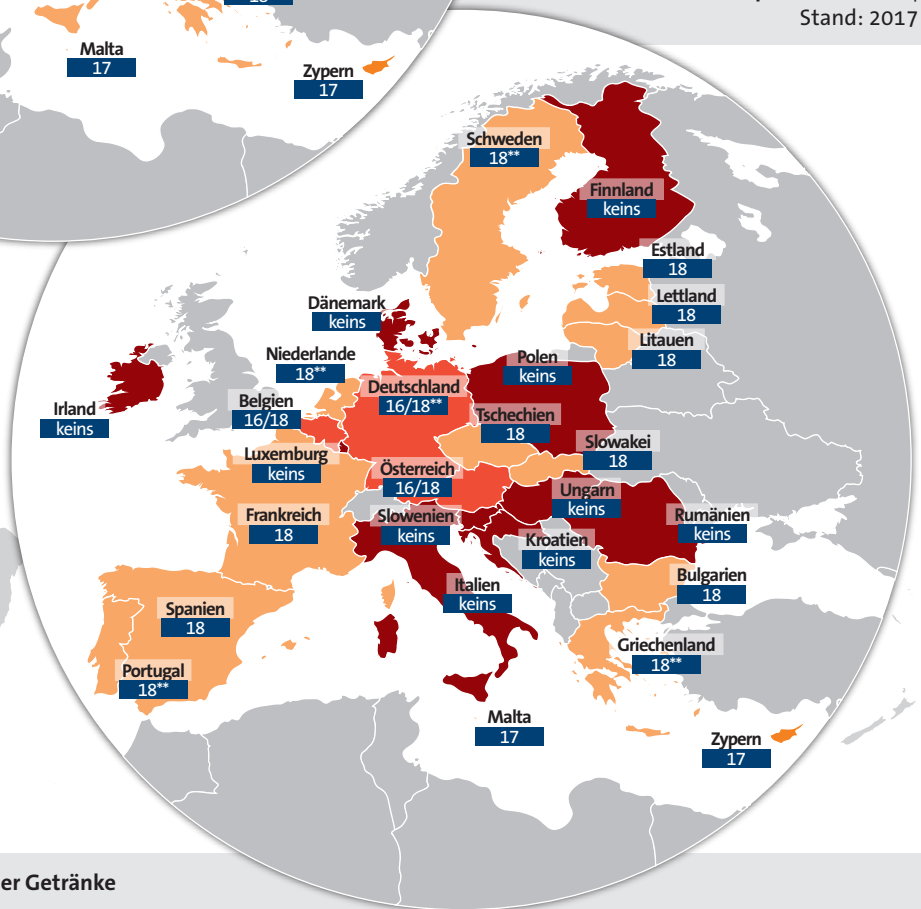 Stand: 2017
Malta
17
Zypern
17
Schweden
18**
Finnland
keins
Estland
18
Lettland
18
Litauen
18
Dänemark
keins
Niederlande
18**
Polen
keins
Deutschland
16/18**
Irland
keins
Belgien
16/18
Tschechien
18
Slowakei
18
Luxemburg
keins
Österreich
16/18
Ungarn
keins
Frankreich
18
Slowenien
keins
Rumänien
keins
Kroatien
keins
Italien
keins
Bulgarien
18
Spanien
18
Griechenland
18**
Portugal
18**
Malta
17
Zypern
17
er Getränke